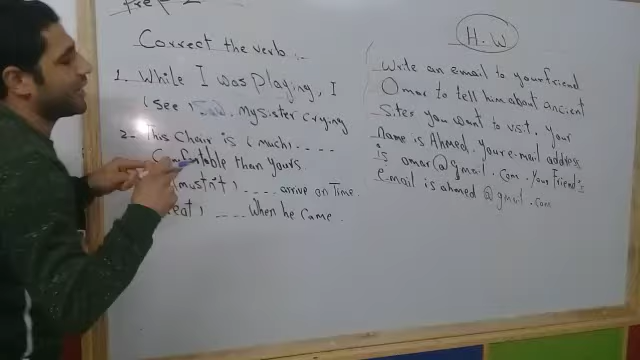 Prep 2
Correct the verb :-
1- While I was playing, I
(see) saw my sister crying
2- This chair is (much) ....
Comfortable than yours
(mustn't) .... arrive on Time.
eat) .... When he came.
H.W
Write an email to your friend
Omar to tell him about ancient
Sites you want to visit. Your
name is Ahmed. Your e-mail address
is omar@gmail.com. Your Friend's
e-mail is ahmed@gmail.com